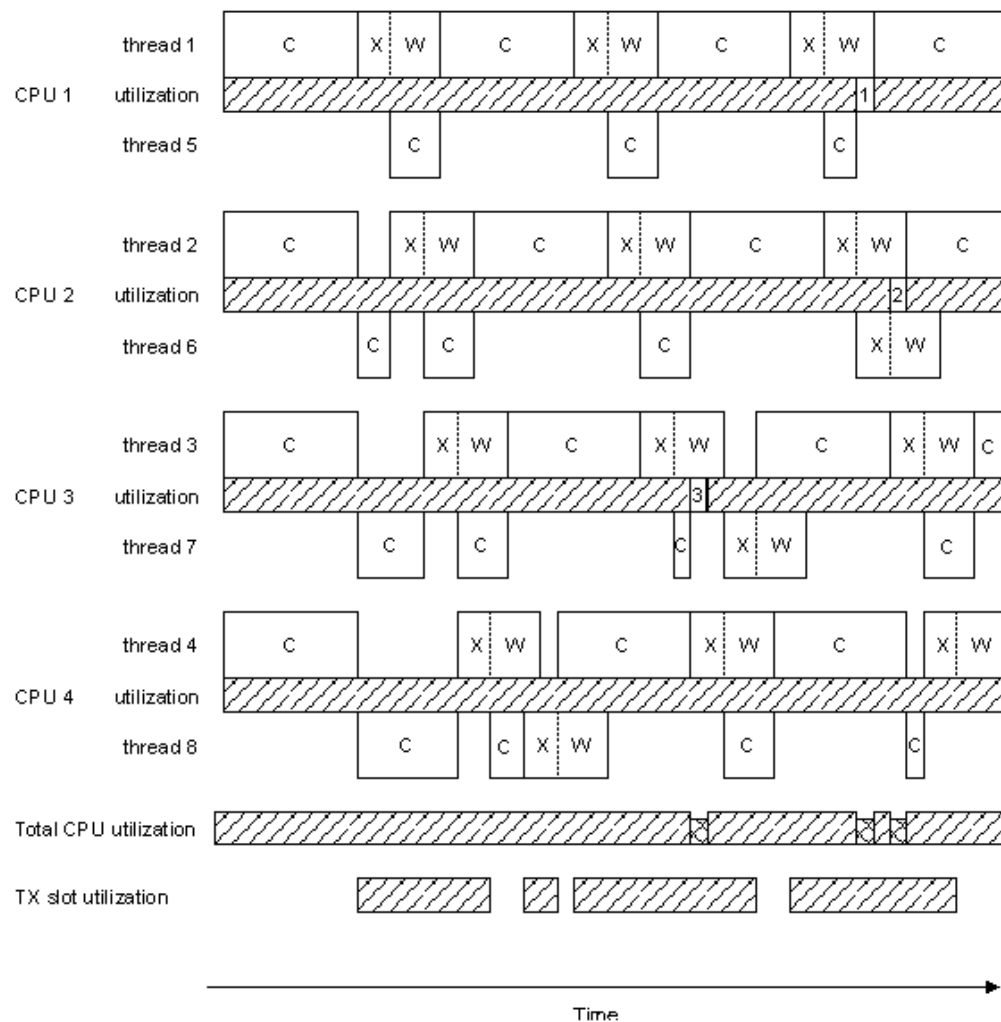 thread 1 C X W C X W C X W C
CPU 1 utilization 1
thread 5 C C C
thread 2 C X W C X W C X W C
CPU 2 utilization 2
thread 6 C C C X W
thread 3 C X W C X W C X W C
CPU 3 utilization 3
thread 7 C C C X W C
thread 4 C X W C X W C X W
CPU 4 utilization
thread 8 C C X W C C
Total CPU utilization
TX slot utilization
Time